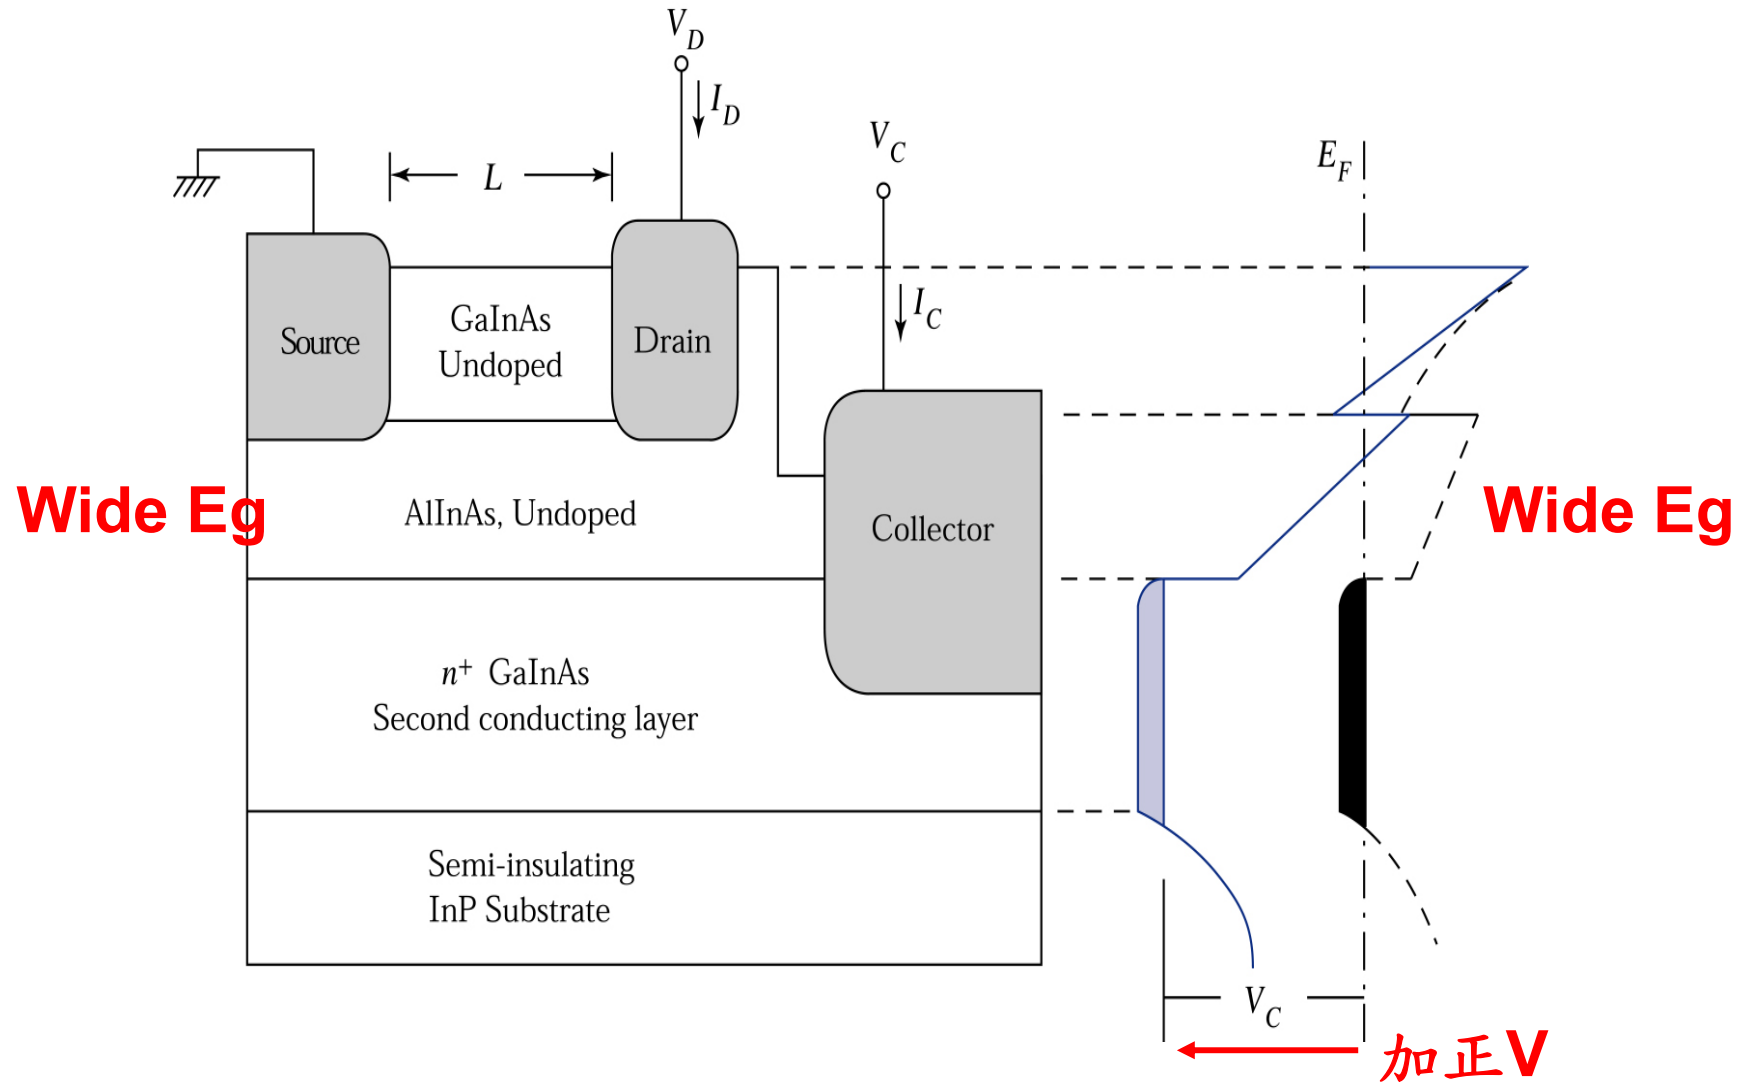 V_D
I_D
L
V_C
I_C
E_F
Source
GaInAs
Undoped
Drain
Wide Eg
AlInAs, Undoped
Collector
Wide Eg
n⁺ GaInAs
Second conducting layer
Semi-insulating
InP Substrate
V_C
加正V